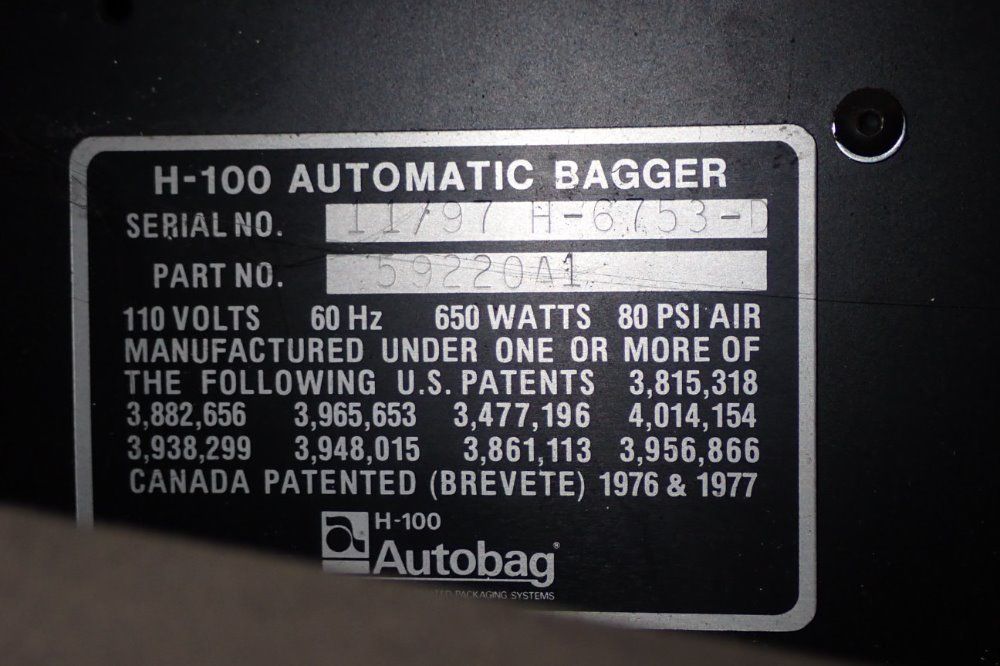 H-100 AUTOMATIC BAGGER
SERIAL NO. 11/97 H-6753-D
PART NO. 59220A1
110 VOLTS 60 Hz 650 WATTS 80 PSI AIR
MANUFACTURED UNDER ONE OR MORE OF
THE FOLLOWING U.S. PATENTS 3,815,318
3,882,656 3,965,653 3,477,196 4,014,154
3,938,299 3,948,015 3,861,113 3,956,866
CANADA PATENTED (BREVETE) 1976 & 1977
a H-100
Autobag®
PACKAGING SYSTEMS